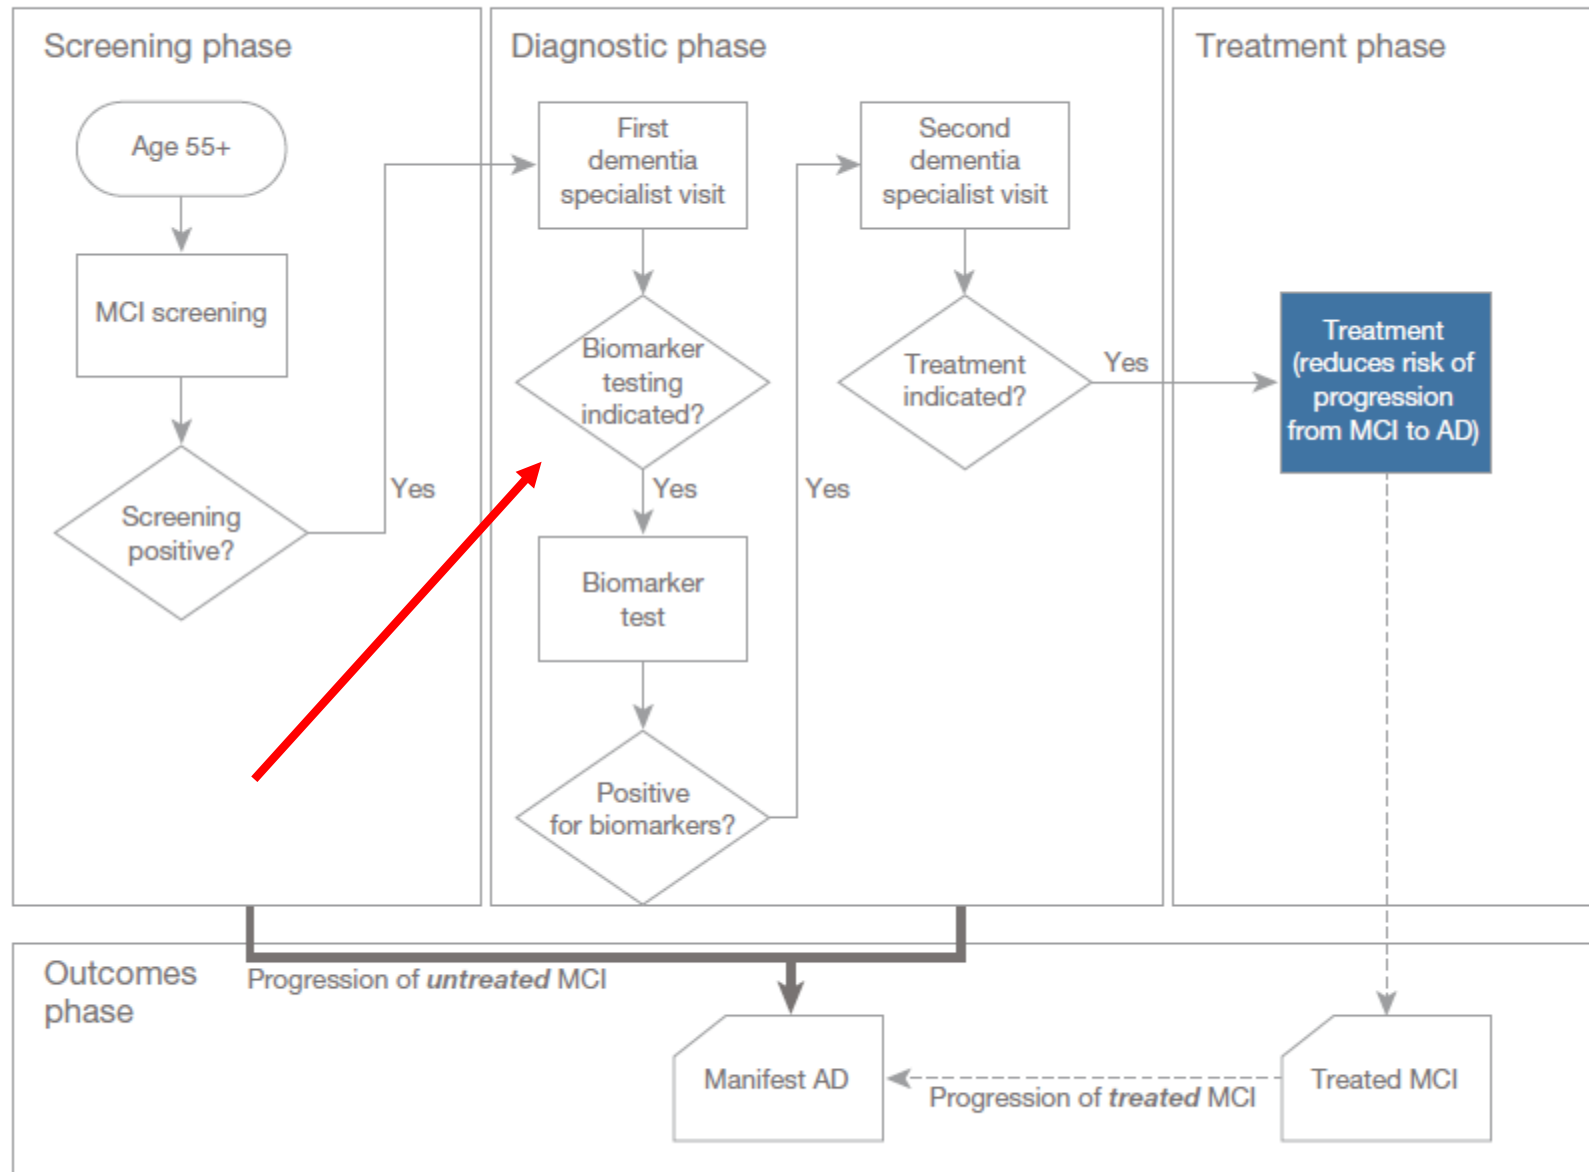 Screening phase
Age 55+
MCI screening
Screening
positive?
Yes
Diagnostic phase
First
dementia
specialist visit
Biomarker
testing
indicated?
Yes
Biomarker
test
Positive
for biomarkers?
Yes
Second
dementia
specialist visit
Treatment
indicated?
Yes
Treatment phase
Treatment
(reduces risk of
progression
from MCI to AD)
Outcomes
phase
Progression of untreated MCI
Manifest AD
Progression of treated MCI
Treated MCI